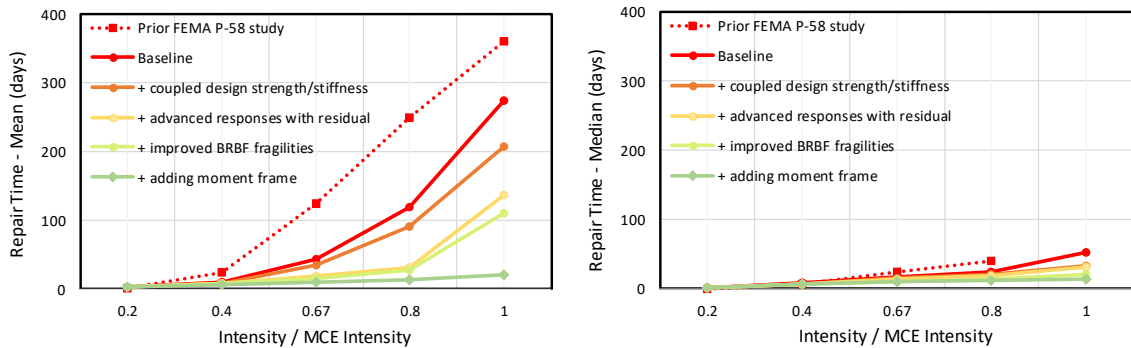 400
300
200
100
0
Repair Time - Mean (days)
Prior FEMA P-58 study
Baseline
+ coupled design strength/stiffness
+ advanced responses with residual
+ improved BRBF fragilities
+ adding moment frame
0.2 0.4 0.67 0.8 1
Intensity / MCE Intensity
400
300
200
100
0
Repair Time - Median (days)
Prior FEMA P-58 study
Baseline
+ coupled design strength/stiffness
+ advanced responses with residual
+ improved BRBF fragilities
+ adding moment frame
0.2 0.4 0.67 0.8 1
Intensity / MCE Intensity